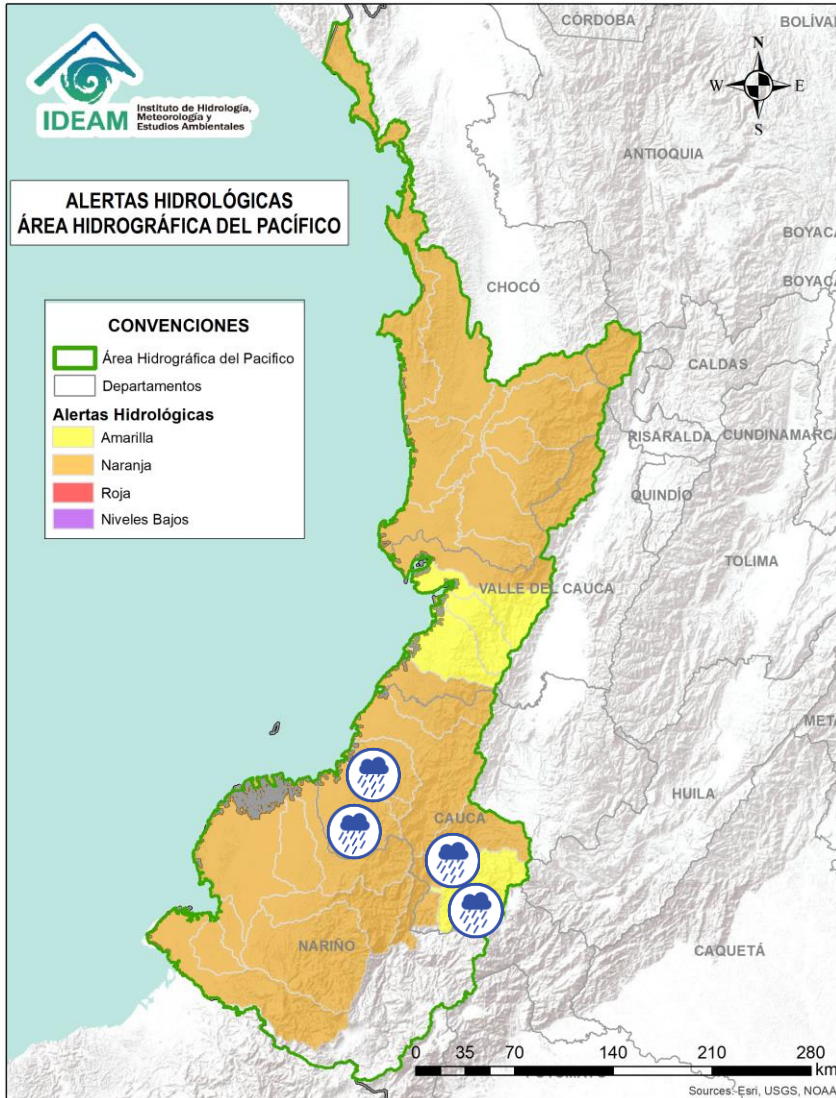 CÓRDOBA
BOLÍVA
N
W
E
S
IDEAM
Instituto de Hidrología,
Meteorología y
Estudios Ambientales
ANTIOQUIA
ALERTAS HIDROLÓGICAS
ÁREA HIDROGRÁFICA DEL PACÍFICO
BOYACA
BOYACA
CHOCÓ
CONVENCIONES
Área Hidrográfica del Pacifico
Departamentos
Alertas Hidrológicas
Amarilla
Naranja
Roja
Niveles Bajos
CALDAS
RISARALDA
CUNDINAMARCA
QUINDÍO
TOLIMA
VALLE DEL CAUCA
META
HUILA
CAUCA
NARIÑO
CAQUETÁ
0 35 70 140 210 280
km
Sources: Esri, USGS, NOAA